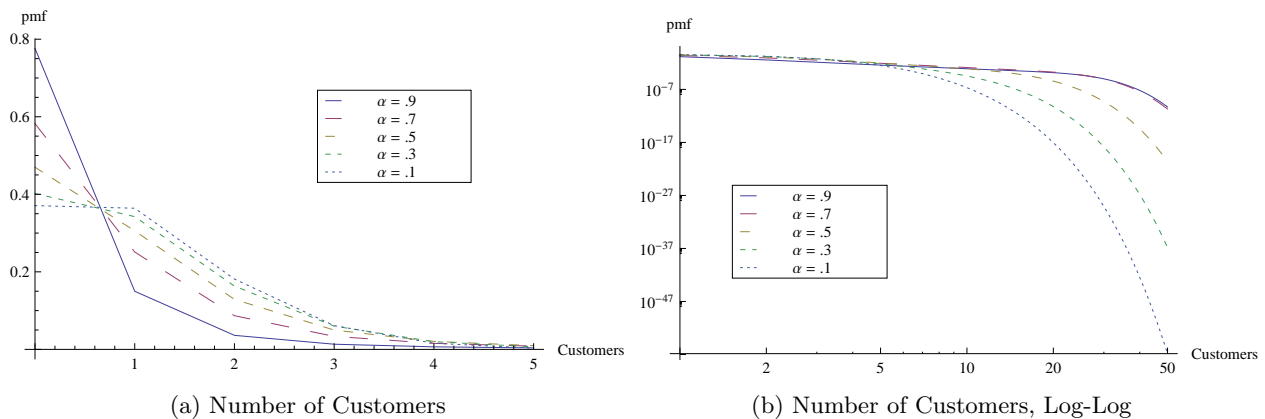 pmf
0.8
0.6
0.4
0.2
1
2
3
4
5
Customers
α = .9
α = .7
α = .5
α = .3
α = .1
(a) Number of Customers
pmf
10⁻⁷
10⁻¹⁷
10⁻²⁷
10⁻³⁷
10⁻⁴⁷
2
5
10
20
50
Customers
α = .9
α = .7
α = .5
α = .3
α = .1
(b) Number of Customers, Log-Log